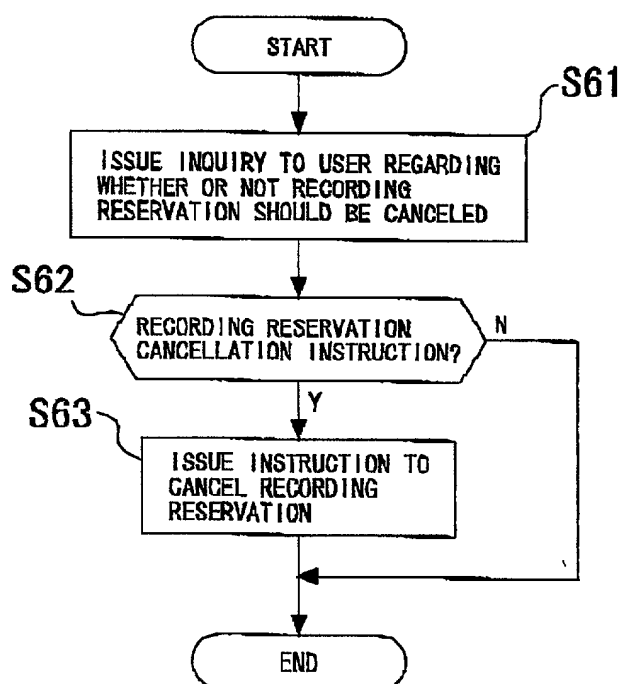 START
S61
ISSUE INQUIRY TO USER REGARDING
WHETHER OR NOT RECORDING
RESERVATION SHOULD BE CANCELED
S62
RECORDING RESERVATION
CANCELLATION INSTRUCTION?
N
Y
S63
ISSUE INSTRUCTION TO
CANCEL RECORDING
RESERVATION
END